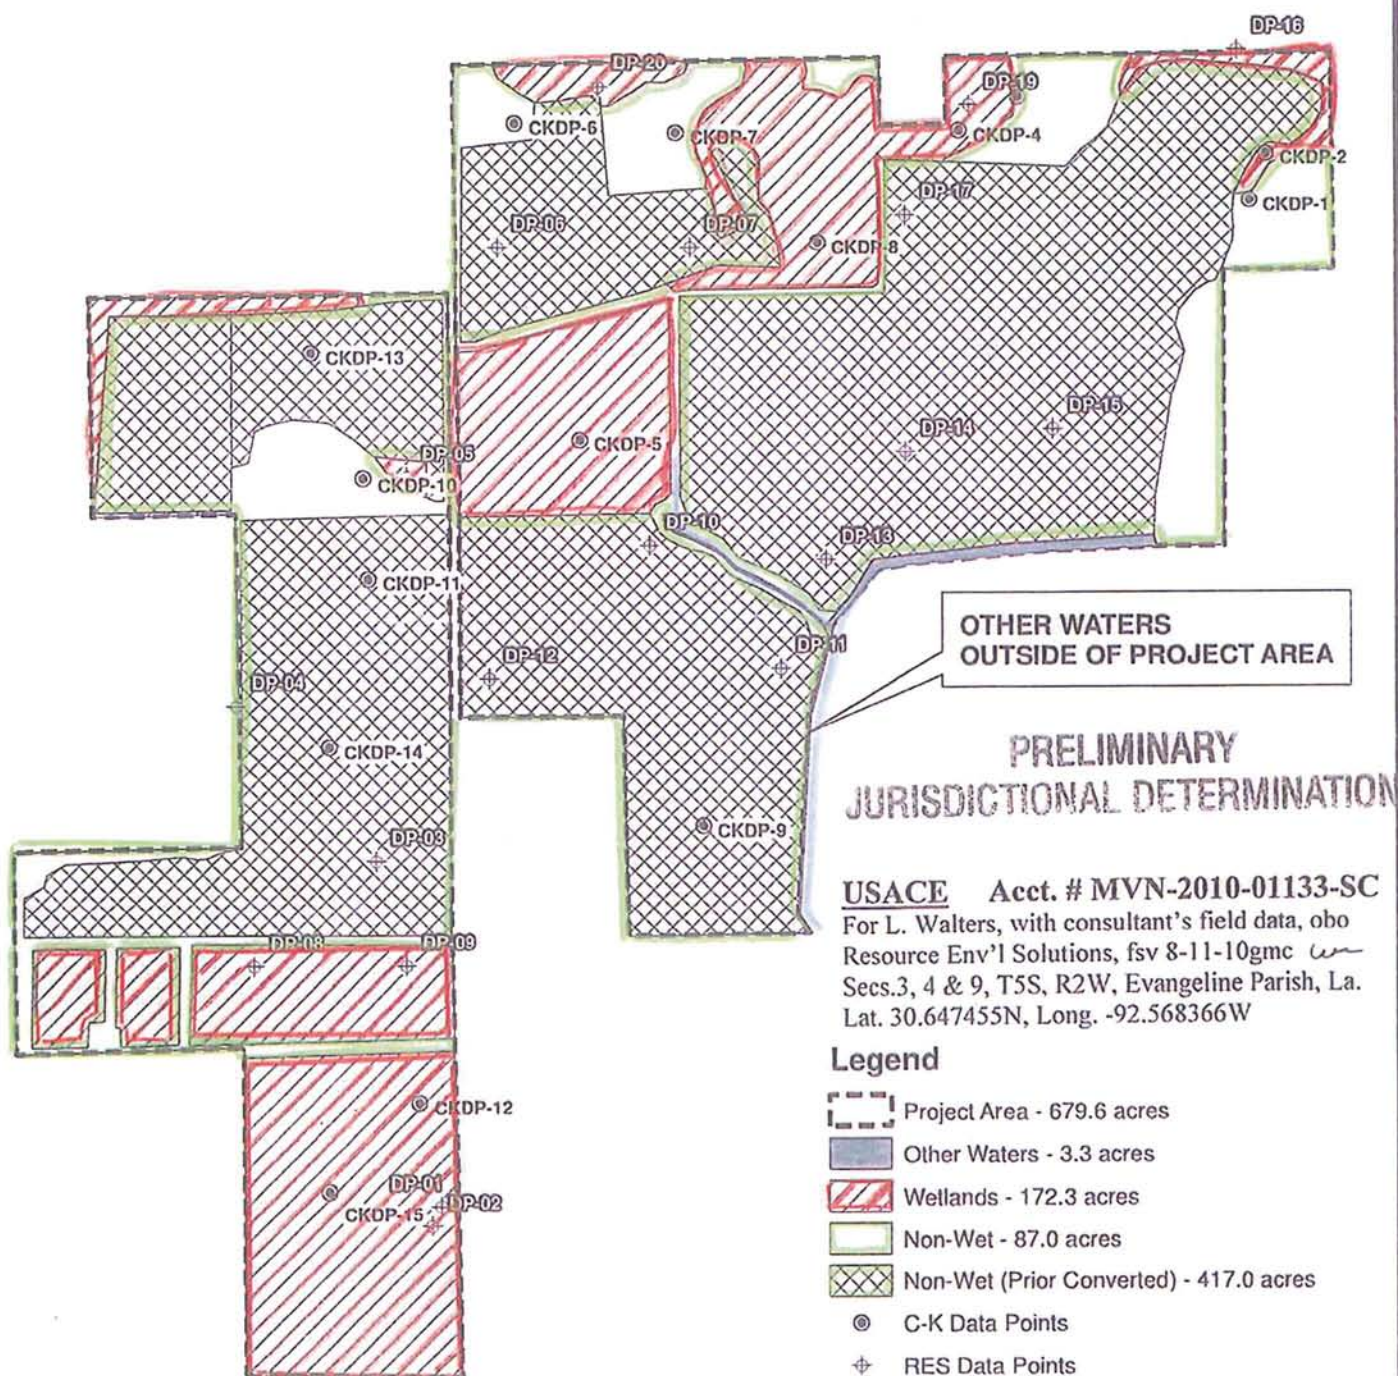 DP-16
DP-20
DP-19
CKDP-6
CKDP-7
CKDP-4
CKDP-2
CKDP-1
DP-17
DP-06
DP-07
CKDP-8
CKDP-13
DP-15
DP-14
CKDP-5
DP-05
CKDP-10
DP-10
DP-13
CKDP-11
OTHER WATERS
OUTSIDE OF PROJECT AREA
DP-11
DP-12
DP-04
CKDP-14
PRELIMINARY
JURISDICTIONAL DETERMINATION
CKDP-9
DP-03
USACE Acct. # MVN-2010-01133-SC
For L. Walters, with consultant's field data, obo
Resource Env'l Solutions, fsv 8-11-10gmc
Secs.3, 4 & 9, T5S, R2W, Evangeline Parish, La.
Lat. 30.647455N, Long. -92.568366W
DP-08
DP-09
Legend
Project Area - 679.6 acres
Other Waters - 3.3 acres
Wetlands - 172.3 acres
Non-Wet - 87.0 acres
Non-Wet (Prior Converted) - 417.0 acres
C-K Data Points
RES Data Points
CKDP-12
DP-01
DP-02
CKDP-15